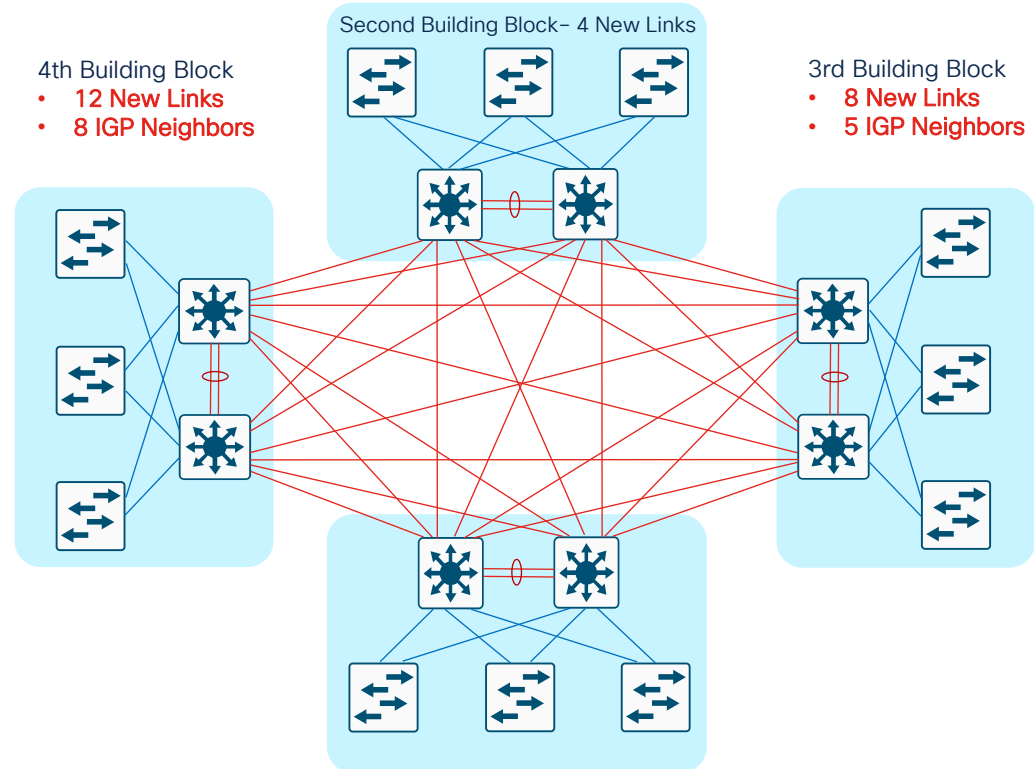 Second Building Block– 4 New Links
4th Building Block
• 12 New Links
• 8 IGP Neighbors
3rd Building Block
• 8 New Links
• 5 IGP Neighbors